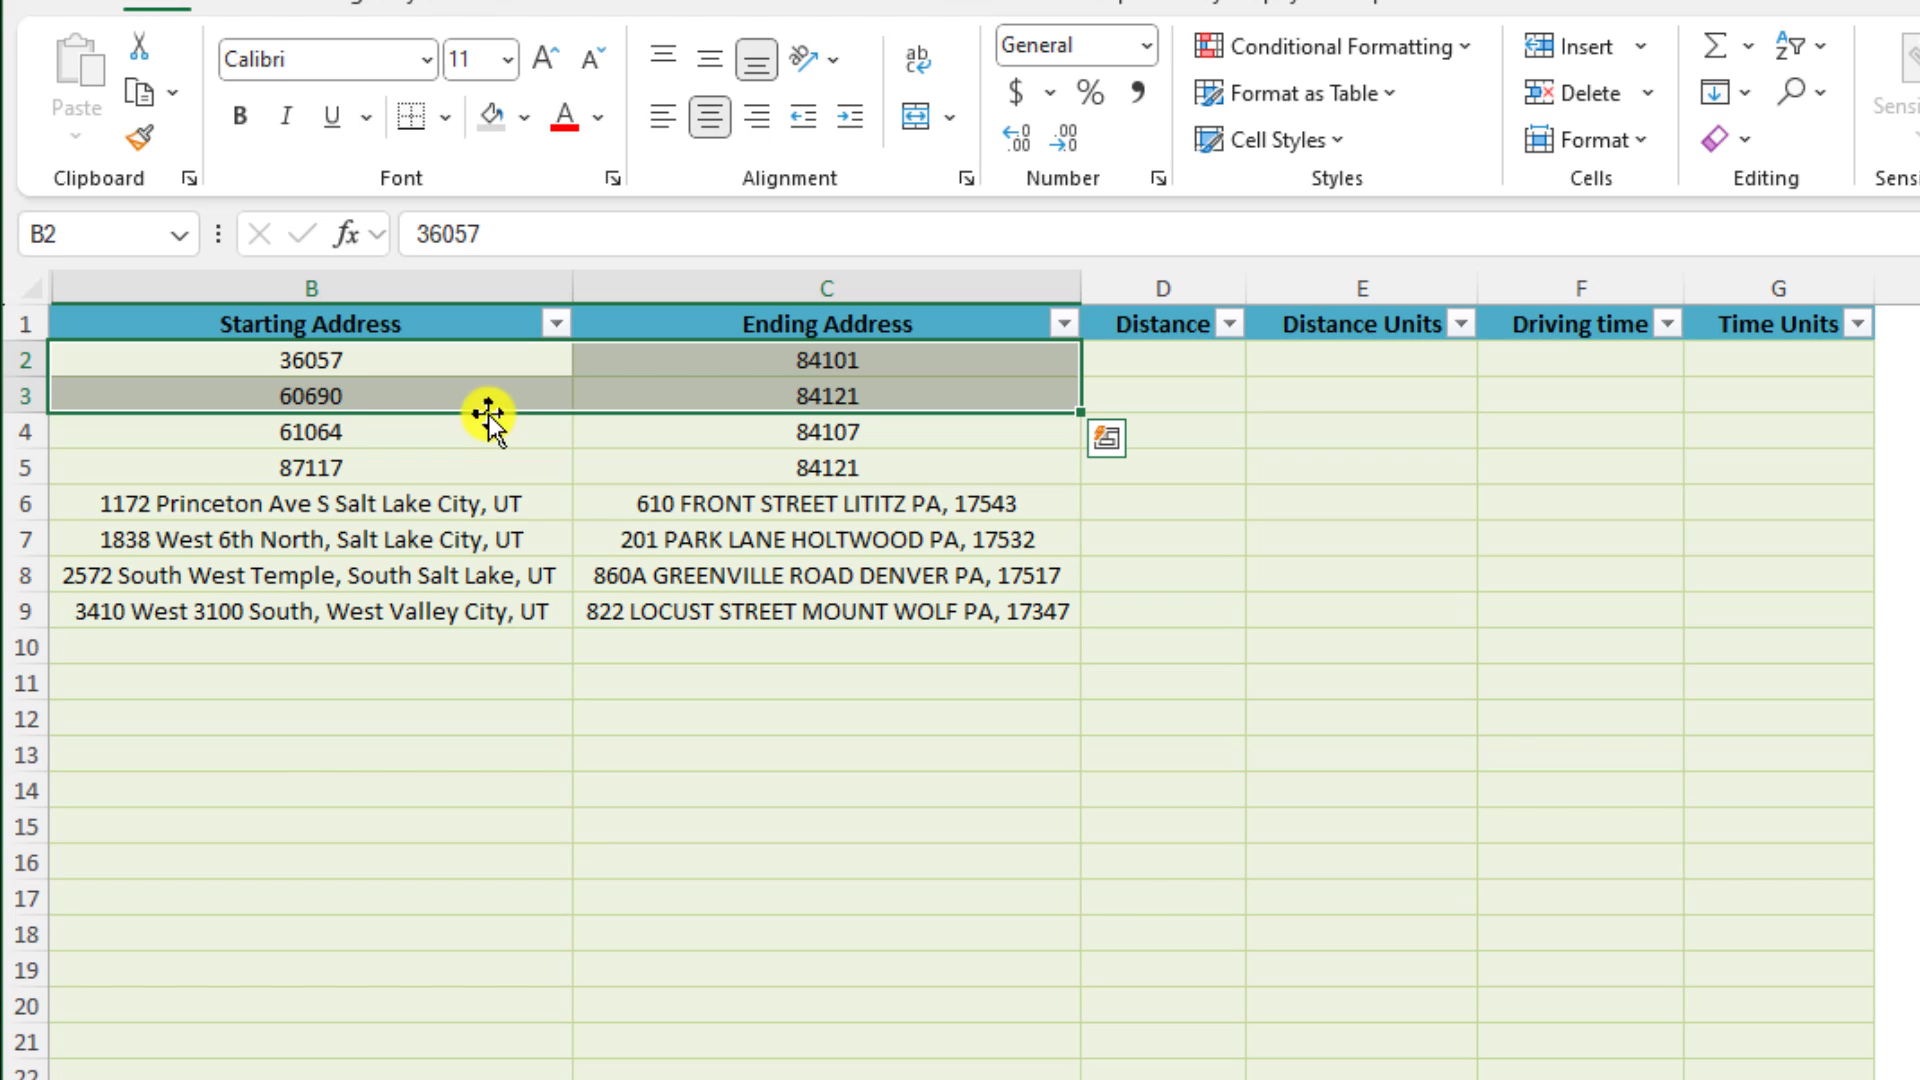 Paste
Clipboard
Calibri
11
A^ A˅
B I U A
Font
ab
Alignment
General
$ % ,
.00 .00
Number
Conditional Formatting
Format as Table
Cell Styles
Styles
Insert
Delete
Format
Cells
Σ
Editing
Sensi
Sensi
B2 fx 36057
B C D E F G
1 Starting Address Ending Address Distance Distance Units Driving time Time Units
2 36057 84101
3 60690 84121
4 61064 84107
5 87117 84121
6 1172 Princeton Ave S Salt Lake City, UT 610 FRONT STREET LITITZ PA, 17543
7 1838 West 6th North, Salt Lake City, UT 201 PARK LANE HOLTWOOD PA, 17532
8 2572 South West Temple, South Salt Lake, UT 860A GREENVILLE ROAD DENVER PA, 17517
9 3410 West 3100 South, West Valley City, UT 822 LOCUST STREET MOUNT WOLF PA, 17347
10
11
12
13
14
15
16
17
18
19
20
21
22